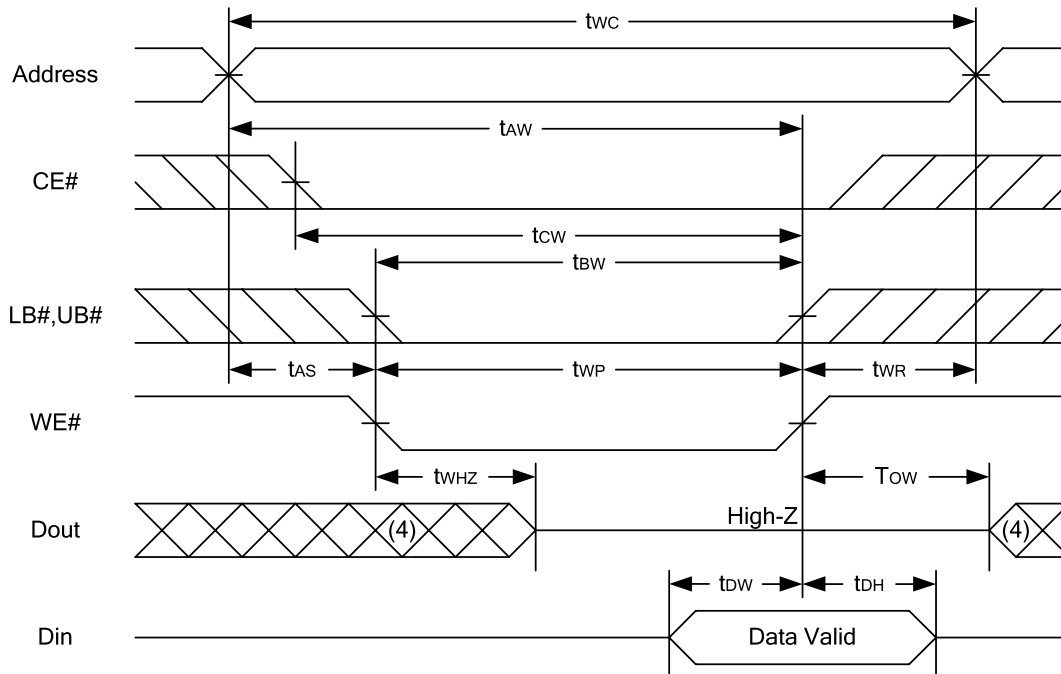 tWC
Address
tAW
CE#
tCW
tBW
LB#,UB#
tAS
tWP
tWR
WE#
tWHZ
TOW
Dout
(4)
High-Z
(4)
tDW
tDH
Din
Data Valid